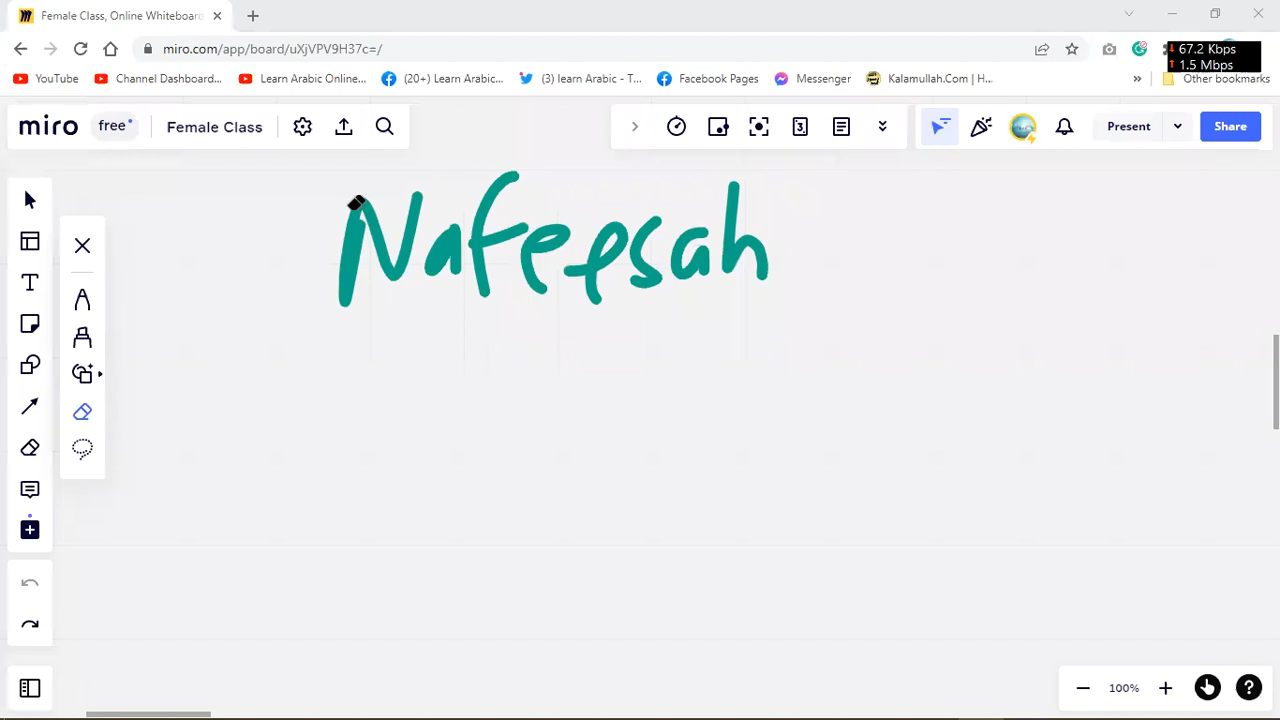 Female Class, Online Whiteboard
miro.com/app/board/uXjVPV9H37c=/
67.2 Kbps
1.5 Mbps
YouTube
Channel Dashboard...
Learn Arabic Online...
(20+) Learn Arabic...
(3) learn Arabic - T...
Facebook Pages
Messenger
Kalamullah.Com | H...
»
Other bookmarks
miro free Female Class 3 Present Share
Nafeesah
100% ?